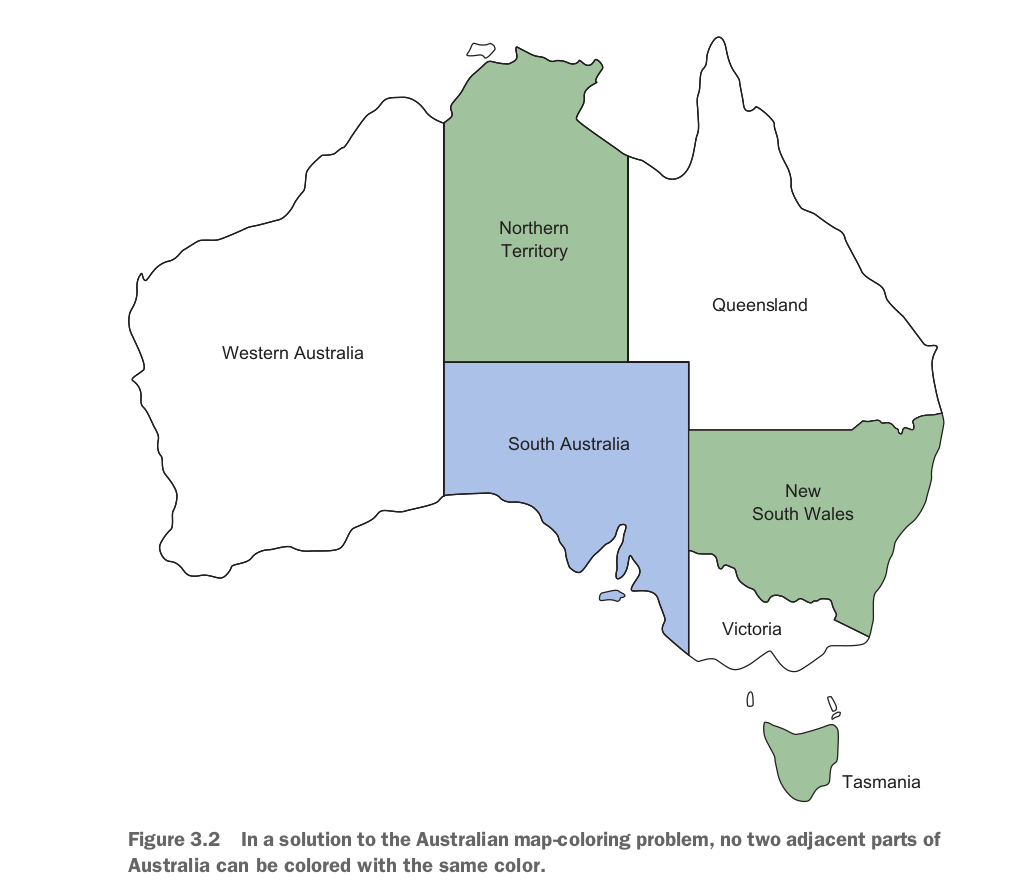 Northern
Territory
Queensland
Western Australia
South Australia
New
South Wales
Victoria
Tasmania
Figure 3.2 In a solution to the Australian map-coloring problem, no two adjacent parts of
Australia can be colored with the same color.